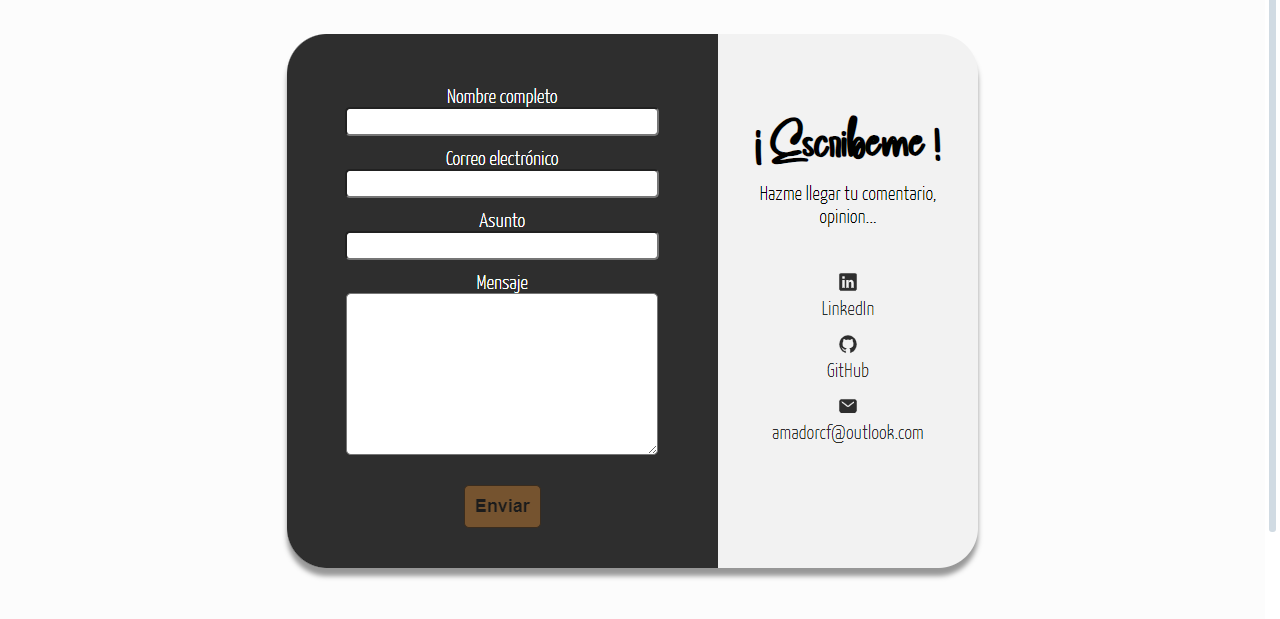 Nombre completo
Correo electrónico
Asunto
Mensaje
Enviar
¡ Escribeme !
Hazme llegar tu comentario,
opinion...
LinkedIn
GitHub
amadorcf@outlook.com